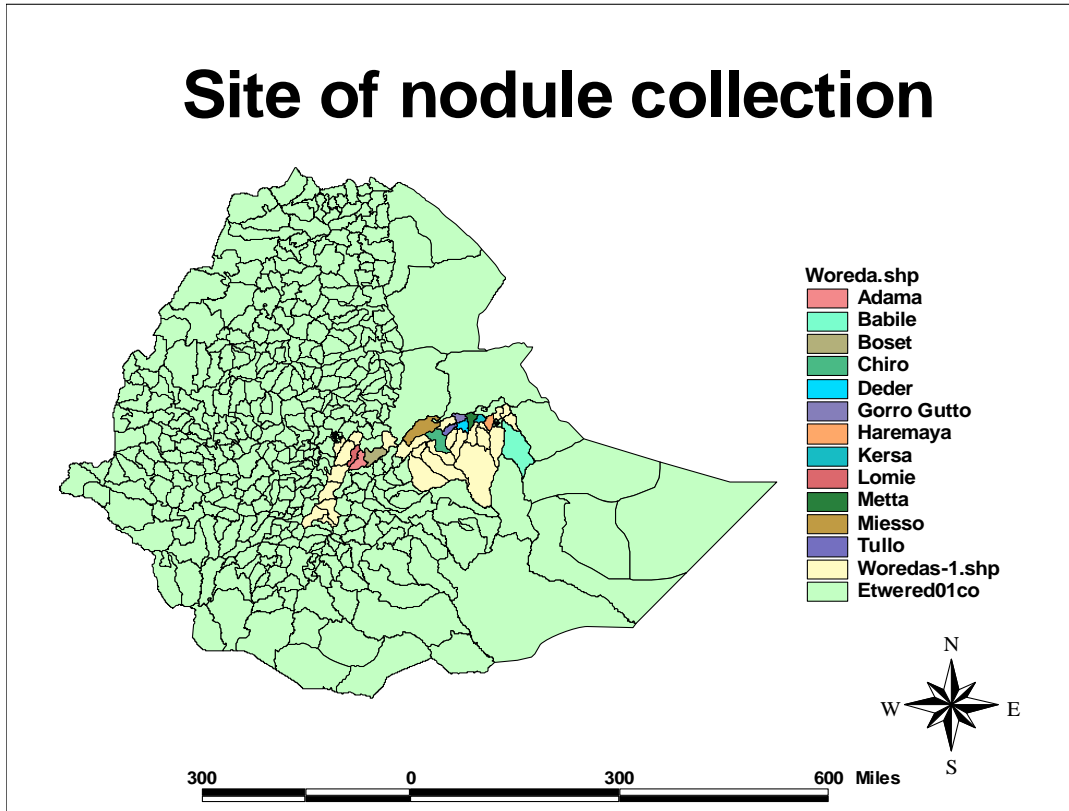 Site of nodule collection
Woreda.shp
Adama
Babile
Boset
Chiro
Deder
Gorro Gutto
Haremaya
Kersa
Lomie
Metta
Miesso
Tullo
Woredas-1.shp
Etwered01co
N
W E
S
300 0 300 600 Miles